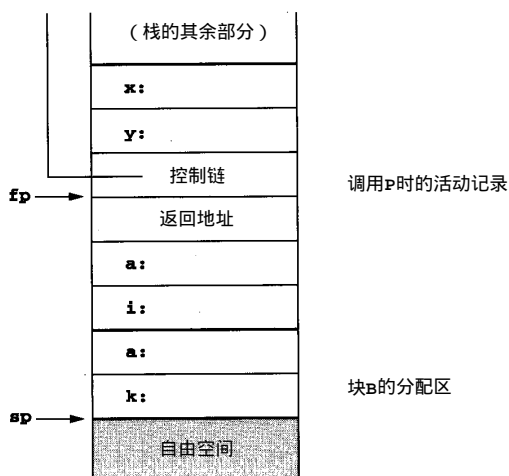 （栈的其余部分）
x:
y:
控制链
fp
调用P时的活动记录
返回地址
a:
i:
a:
k:
块B的分配区
sp
自由空间